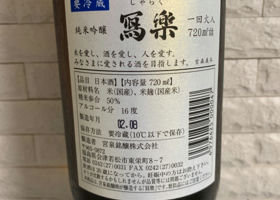 要冷蔵
しゃらく
純米吟醸
寫樂
一回火入
720㎖詰
米を愛し、酒を愛し、人を愛す。
みなさまに愛される酒を目指します。
品目 日本酒 【内容量 720㎖】
原材料名 米(国産)、米麹(国産米)
精米歩合 50%
アルコール分 16度
製造年月 02.08
保存方法 要冷蔵(10℃以下で保存)
製造者 宮泉銘醸株式会社
〒965-0872
福島県会津若松市東栄町8-7